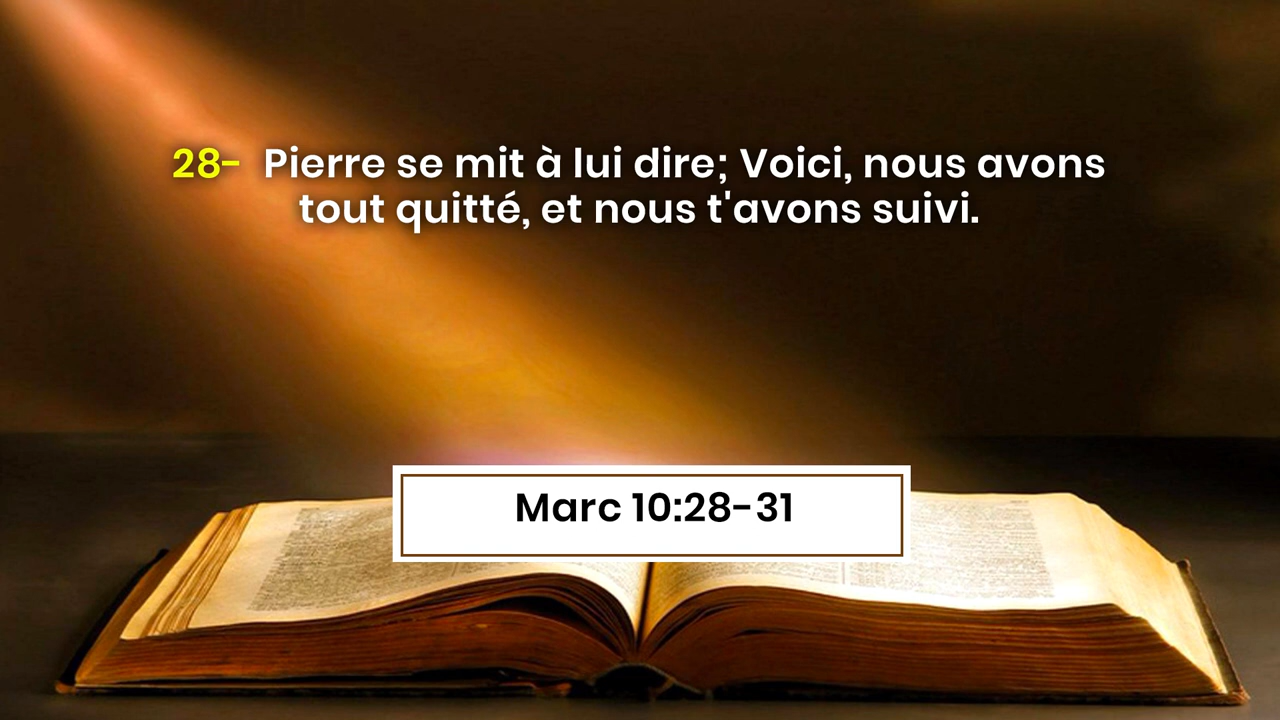 28- Pierre se mit à lui dire; Voici, nous avons
tout quitté, et nous t'avons suivi.
Marc 10:28-31